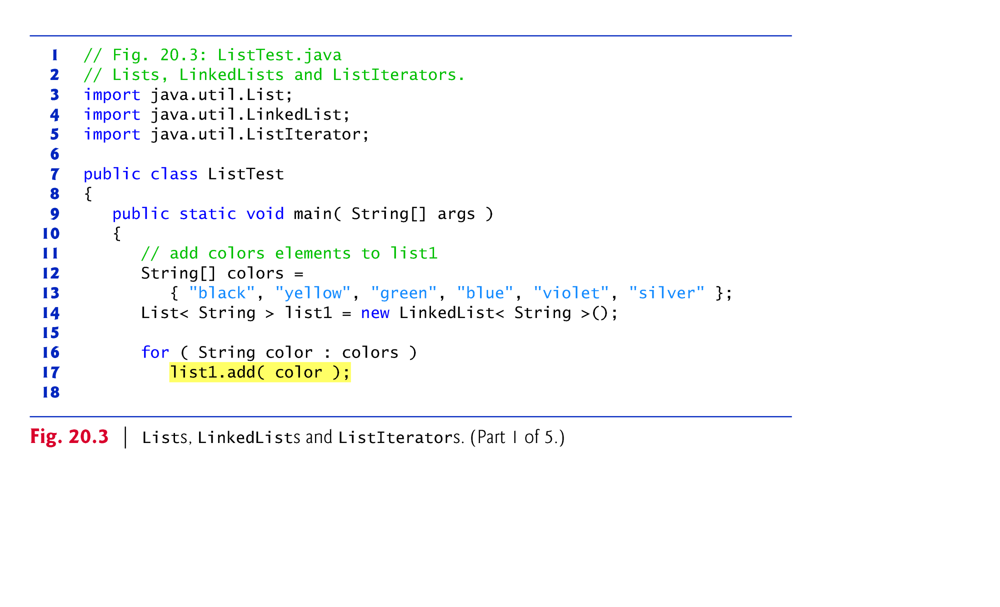 1 // Fig. 20.3: ListTest.java
2 // Lists, LinkedLists and ListIterators.
3 import java.util.List;
4 import java.util.LinkedList;
5 import java.util.ListIterator;
6
7 public class ListTest
8 {
9    public static void main( String[] args )
10    {
11       // add colors elements to list1
12       String[] colors =
13          { "black", "yellow", "green", "blue", "violet", "silver" };
14       List< String > list1 = new LinkedList< String >();
15
16       for ( String color : colors )
17          list1.add( color );
18
Fig. 20.3 | Lists, LinkedLists and ListIterators. (Part 1 of 5.)